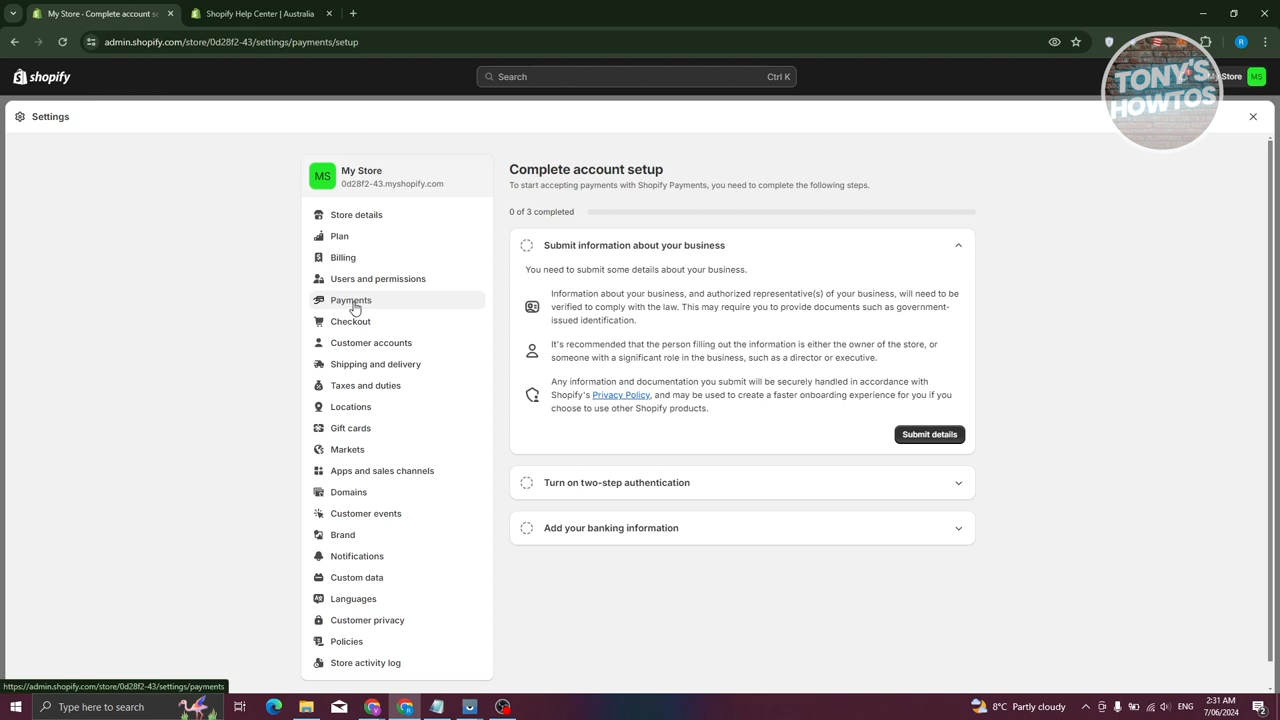 My Store - Complete account se
Shopify Help Center | Australia
admin.shopify.com/store/0d28f2-43/settings/payments/setup
R
shopify
Search
Ctrl K
My Store
MS
TONY'S
HOWTOS
Settings
MS
My Store
0d28f2-43.myshopify.com
Store details
Plan
Billing
Users and permissions
Payments
Checkout
Customer accounts
Shipping and delivery
Taxes and duties
Locations
Gift cards
Markets
Apps and sales channels
Domains
Customer events
Brand
Notifications
Custom data
Languages
Customer privacy
Policies
Store activity log
Complete account setup
To start accepting payments with Shopify Payments, you need to complete the following steps.
0 of 3 completed
Submit information about your business
You need to submit some details about your business.
Information about your business, and authorized representative(s) of your business, will need to be
verified to comply with the law. This may require you to provide documents such as government-
issued identification.
It's recommended that the person filling out the information is either the owner of the store, or
someone with a significant role in the business, such as a director or executive.
Any information and documentation you submit will be securely handled in accordance with
Shopify's Privacy Policy, and may be used to create a faster onboarding experience for you if you
choose to use other Shopify products.
Submit details
Turn on two-step authentication
Add your banking information
https://admin.shopify.com/store/0d28f2-43/settings/payments
Type here to search
8°C Partly cloudy
2:31 AM
7/06/2024
2